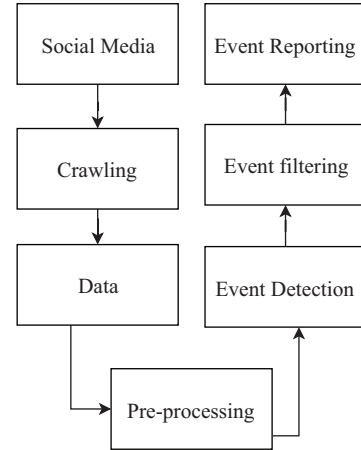 Social Media
Crawling
Data
Pre-processing
Event Detection
Event filtering
Event Reporting